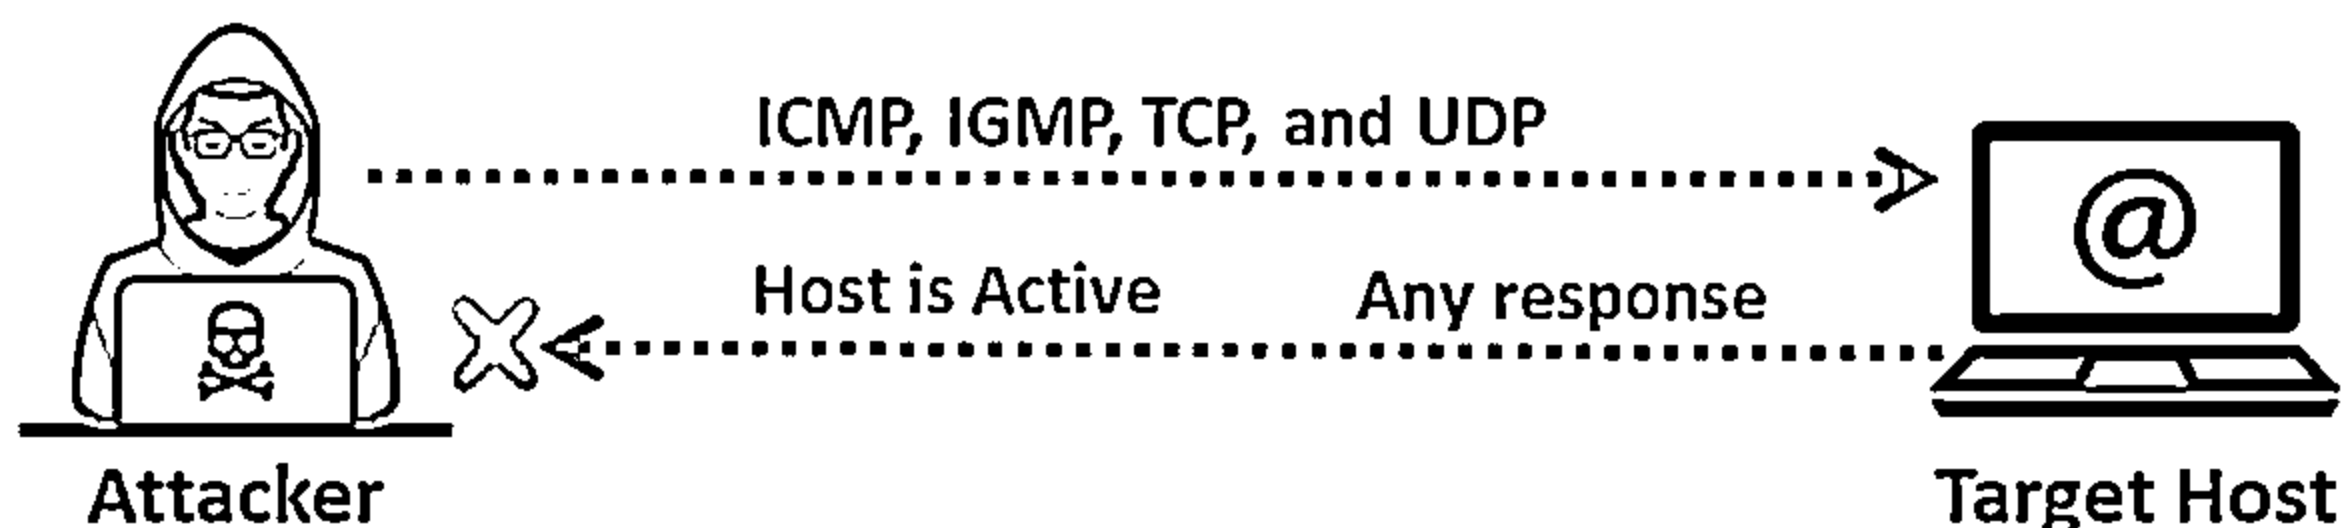 ICMP, IGMP, TCP, and UDP
@
Host is Active Any response
Attacker Target Host